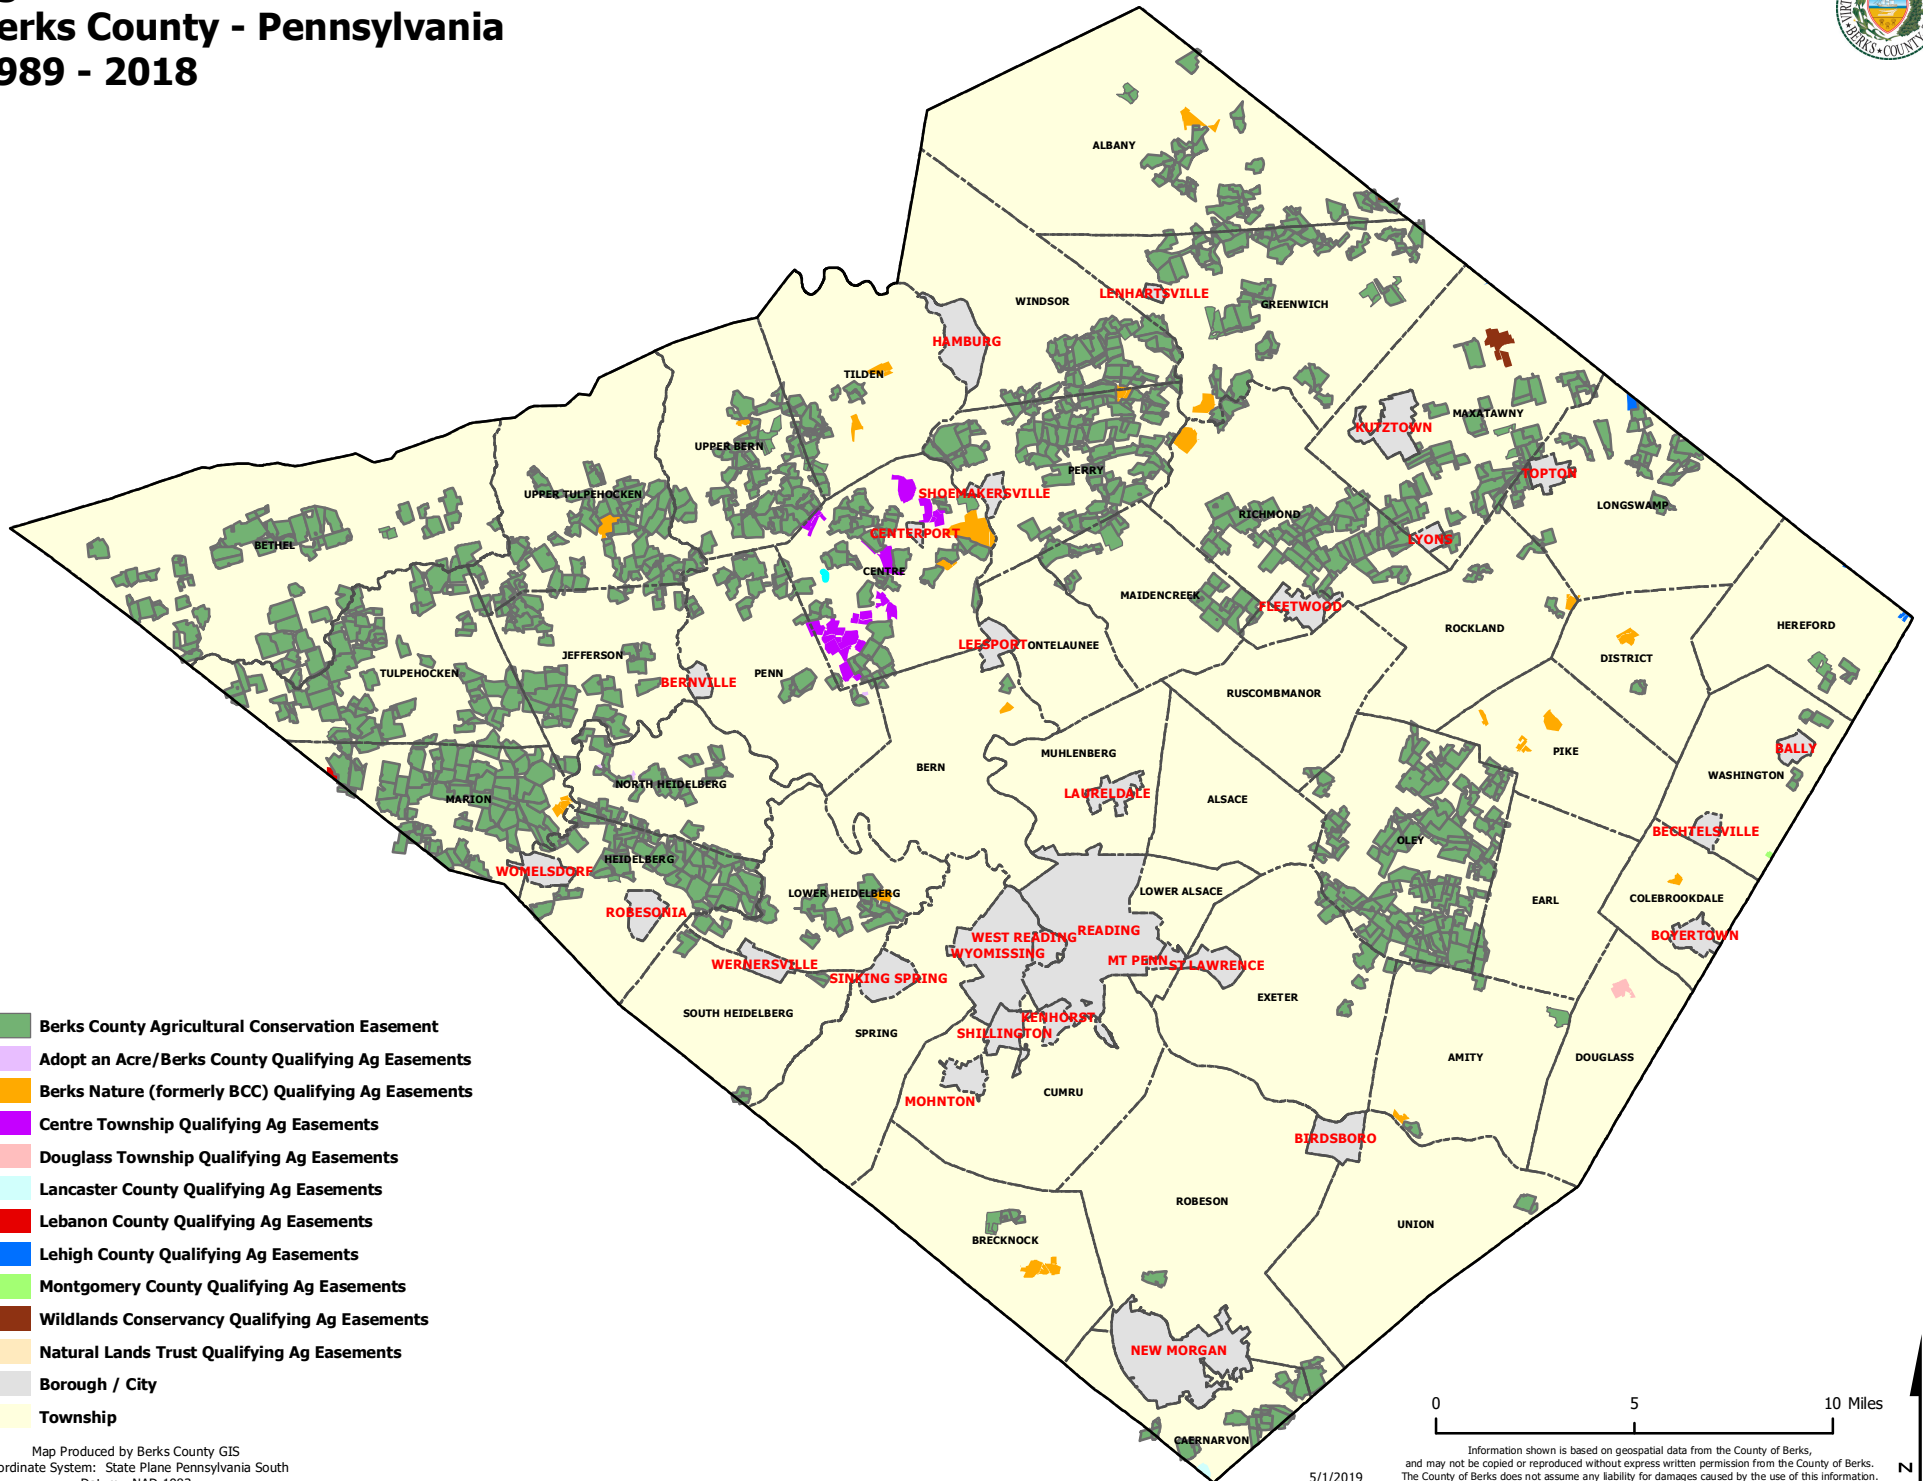 erks County - Pennsylvania
989 - 2018
BERKS COUNTY
ALBANY
WINDSOR
LENHARTSVILLE
GREENWICH
HAMBURG
TILDEN
MAXATAWNY
KUTZTOWN
UPPER BERN
PERRY
TOPTON
UPPER TULPEHOCKEN
SHOEMAKERSVILLE
LONGSWAMP
RICHMOND
CENTERPORT
LYONS
BETHEL
CENTRE
MAIDENCREEK
FLEETWOOD
HEREFORD
ROCKLAND
LEESPORT
ONTELAUNEE
JEFFERSON
DISTRICT
TULPEHOCKEN
PENN
BERNVILLE
RUSCOMBMANOR
MUHLENBERG
PIKE
BALLY
BERN
WASHINGTON
NORTH HEIDELBERG
LAURELDALE
ALSACE
MARION
BECHTELSVILLE
OLEY
HEIDELBERG
WOMELSDORF
LOWER HEIDELBERG
LOWER ALSACE
EARL
COLEBROOKDALE
ROBESONIA
READING
WEST READING
BOYERTOWN
WYOMISSING
MT PENN
ST LAWRENCE
WERNERSVILLE
SINKING SPRING
EXETER
SOUTH HEIDELBERG
KENHORST
SPRING
SHILLINGTON
AMITY
DOUGLASS
CUMRU
MOHNTON
BIRDSBORO
ROBESON
UNION
BRECKNOCK
NEW MORGAN
CAERNARVON
Berks County Agricultural Conservation Easement
Adopt an Acre/Berks County Qualifying Ag Easements
Berks Nature (formerly BCC) Qualifying Ag Easements
Centre Township Qualifying Ag Easements
Douglass Township Qualifying Ag Easements
Lancaster County Qualifying Ag Easements
Lebanon County Qualifying Ag Easements
Lehigh County Qualifying Ag Easements
Montgomery County Qualifying Ag Easements
Wildlands Conservancy Qualifying Ag Easements
Natural Lands Trust Qualifying Ag Easements
Borough / City
Township
Map Produced by Berks County GIS
ordinate System: State Plane Pennsylvania South
0 5 10 Miles
Information shown is based on geospatial data from the County of Berks,
and may not be copied or reproduced without express written permission from the County of Berks.
5/1/2019 The County of Berks does not assume any liability for damages caused by the use of this information.
N